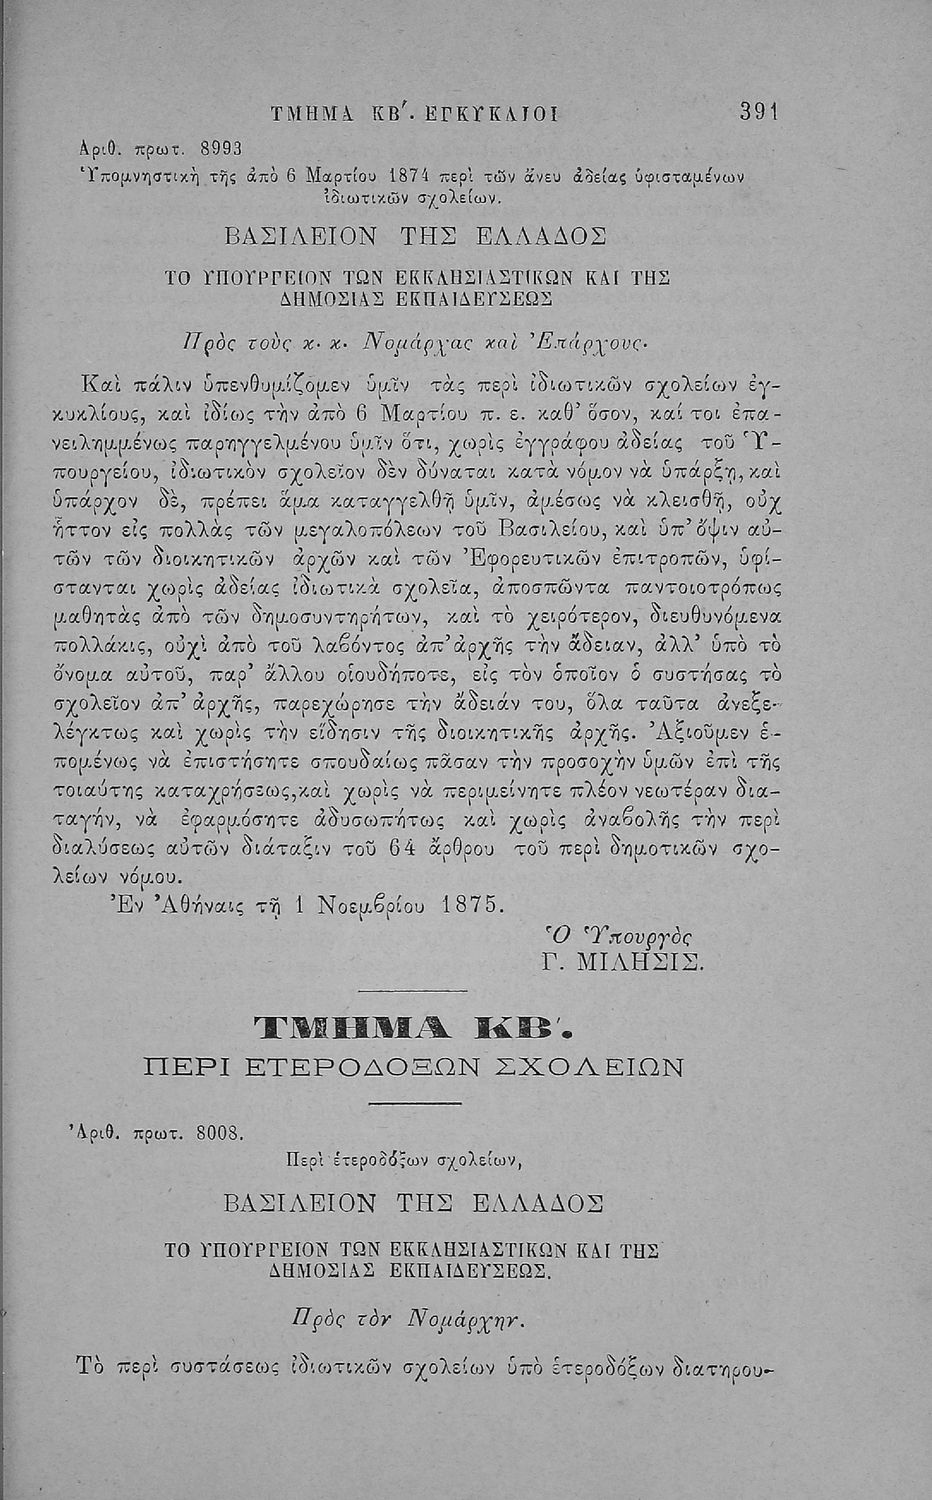 ΤΜΗΜΑ ΚΒ΄. ΕΓΚΥΚΛΙΟΙ 391
Αριθ. πρωτ. 8993
Ὑπομνηστικὴ τῆς ἀπὸ 6 Μαρτίου 1874 περὶ τῶν ἄνευ ἀδείας ὑφισταμένων
ἰδιωτικῶν σχολείων.
ΒΑΣΙΛΕΙΟΝ ΤΗΣ ΕΛΛΑΔΟΣ
ΤΟ ΥΠΟΥΡΓΕΙΟΝ ΤΩΝ ΕΚΚΛΗΣΙΑΣΤΙΚΩΝ ΚΑΙ ΤΗΣ
ΔΗΜΟΣΙΑΣ ΕΚΠΑΙΔΕΥΣΕΩΣ
Πρὸς τοὺς κ. κ. Νομάρχας καὶ Ἐπάρχους.
Καὶ πάλιν ὑπενθυμίζομεν ὑμῖν τὰς περὶ ἰδιωτικῶν σχολείων ἐγ-
κυκλίους, καὶ ἰδίως τὴν ἀπὸ 6 Μαρτίου π. ε. καθ' ὅσον, καί τοι ἐπα-
νειλημμένως παρηγγελμένου ὑμῖν ὅτι, χωρὶς ἐγγράφου ἀδείας τοῦ Ὑ-
πουργείου, ἰδιωτικὸν σχολεῖον δὲν δύναται κατὰ νόμον νὰ ὑπάρξῃ, καὶ
ὑπάρχον δὲ, πρέπει ἅμα καταγγελθῇ ὑμῖν, ἀμέσως νὰ κλεισθῇ, οὐχ
ἧττον εἰς πολλὰς τῶν μεγαλοπόλεων τοῦ Βασιλείου, καὶ ὑπ' ὄψιν αὐ-
τῶν τῶν διοικητικῶν ἀρχῶν καὶ τῶν Ἐφορευτικῶν ἐπιτροπῶν, ὑφί-
στανται χωρὶς ἀδείας ἰδιωτικὰ σχολεῖα, ἀποσπῶντα παντοιοτρόπως
μαθητὰς ἀπὸ τῶν δημοσυντηρήτων, καὶ τὸ χειρότερον, διευθυνόμενα
πολλάκις, οὐχὶ ἀπὸ τοῦ λαβόντος ἀπ' ἀρχῆς τὴν ἄδειαν, ἀλλ' ὑπὸ τὸ
ὄνομα αὐτοῦ, παρ' ἄλλου οἱουδήποτε, εἰς τὸν ὁποῖον ὁ συστήσας τὸ
σχολεῖον ἀπ' ἀρχῆς, παρεχώρησε τὴν ἄδειάν του, ὅλα ταῦτα ἀνεξε-
λέγκτως καὶ χωρὶς τὴν εἴδησιν τῆς διοικητικῆς ἀρχῆς. Ἀξιοῦμεν ἑ-
πομένως νὰ ἐπιστήσητε σπουδαίως πᾶσαν τὴν προσοχὴν ὑμῶν ἐπὶ τῆς
τοιαύτης καταχρήσεως, καὶ χωρὶς νὰ περιμείνητε πλέον νεωτέραν δια-
ταγήν, νὰ ἐφαρμόσητε ἀδυσωπήτως καὶ χωρὶς ἀναβολῆς τὴν περὶ
διαλύσεως αὐτῶν διάταξιν τοῦ 64 ἄρθρου τοῦ περὶ δημοτικῶν σχο-
λείων νόμου.
Ἐν Ἀθήναις τῇ 1 Νοεμβρίου 1875.
Ὁ Ὑπουργὸς
Γ. ΜΙΛΗΣΙΣ.
ΤΜΗΜΑ ΚΒ΄.
ΠΕΡΙ ΕΤΕΡΟΔΟΞΩΝ ΣΧΟΛΕΙΩΝ
Ἀριθ. πρωτ. 8008.
Περὶ ἑτεροδόξων σχολείων,
ΒΑΣΙΛΕΙΟΝ ΤΗΣ ΕΛΛΑΔΟΣ
ΤΟ ΥΠΟΥΡΓΕΙΟΝ ΤΩΝ ΕΚΚΛΗΣΙΑΣΤΙΚΩΝ ΚΑΙ ΤΗΣ
ΔΗΜΟΣΙΑΣ ΕΚΠΑΙΔΕΥΣΕΩΣ.
Πρὸς τὸν Νομάρχην.
Τὸ περὶ συστάσεως ἰδιωτικῶν σχολείων ὑπὸ ἑτεροδόξων διατηρου-